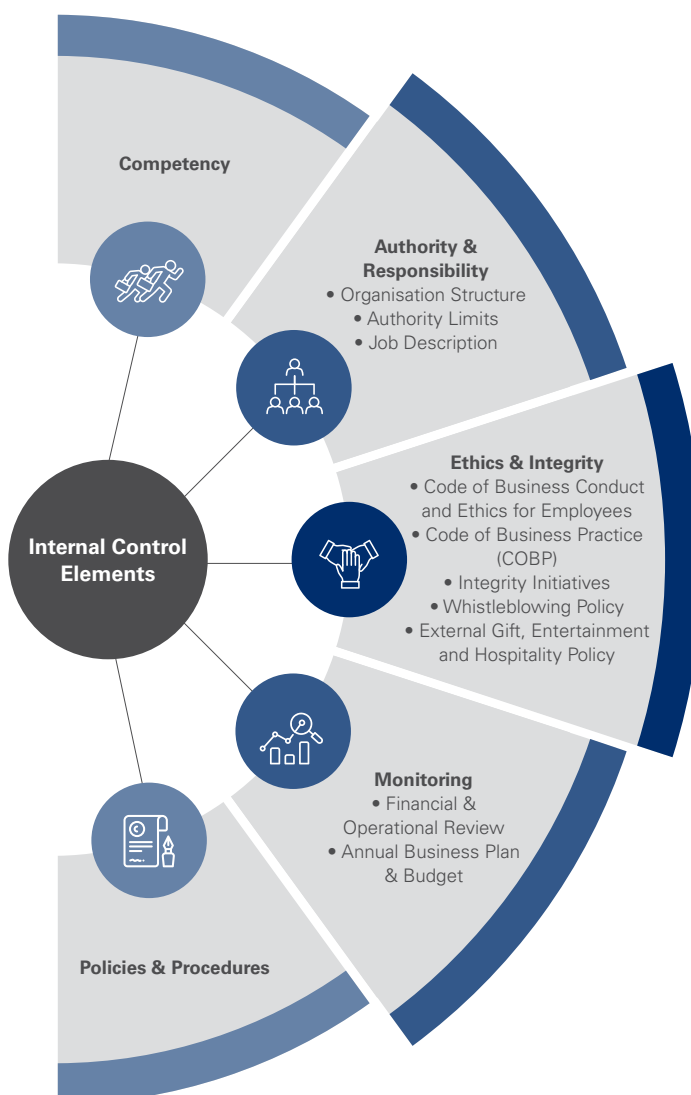 Competency
Authority &
Responsibility
• Organisation Structure
• Authority Limits
• Job Description
Ethics & Integrity
• Code of Business Conduct
and Ethics for Employees
• Code of Business Practice
(COBP)
• Integrity Initiatives
• Whistleblowing Policy
• External Gift, Entertainment
and Hospitality Policy
Internal Control
Elements
Monitoring
• Financial &
Operational Review
• Annual Business Plan
& Budget
Policies & Procedures